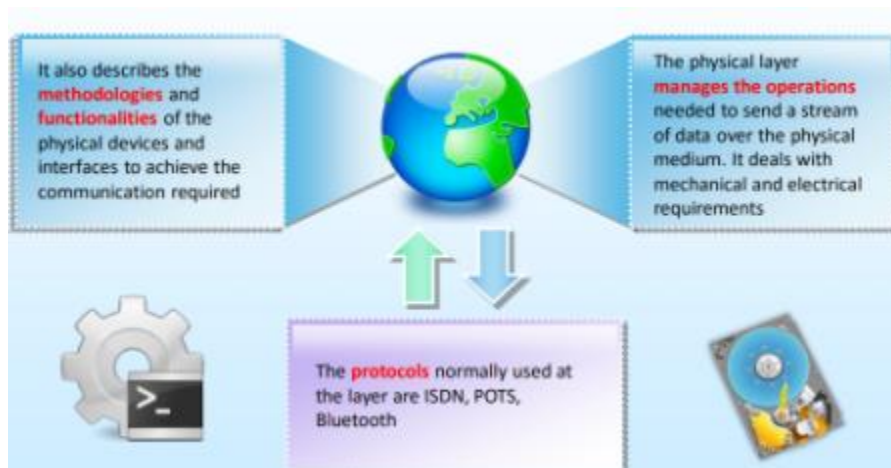 It also describes the
methodologies and
functionalities of the
physical devices and
interfaces to achieve the
communication required
The physical layer
manages the operations
needed to send a stream
of data over the physical
medium. It deals with
mechanical and electrical
requirements
The protocols normally used at
the layer are ISDN, POTS,
Bluetooth
>_